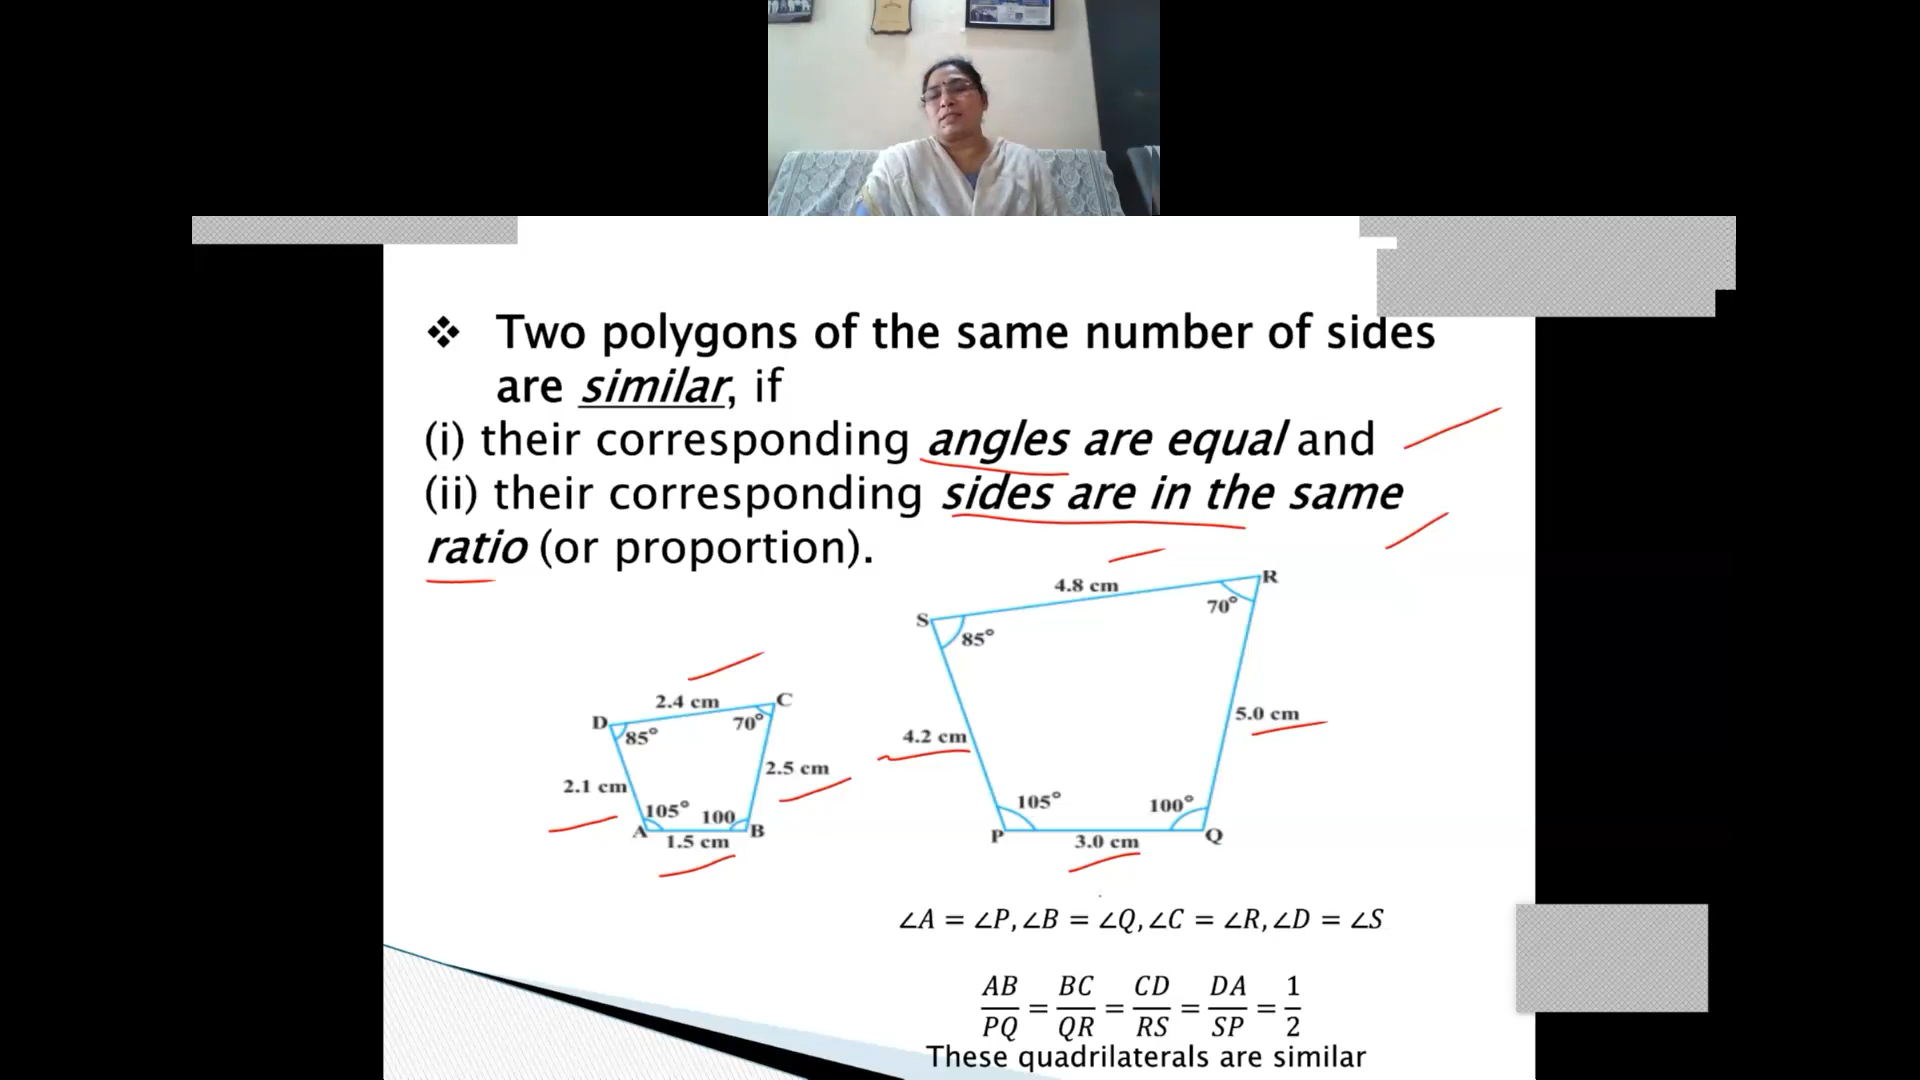 ❖ Two polygons of the same number of sides
are similar, if
(i) their corresponding angles are equal and
(ii) their corresponding sides are in the same
ratio (or proportion).
D
2.4 cm
C
85°
70°
2.1 cm
2.5 cm
105°
100
A
1.5 cm
B
S
4.8 cm
R
85°
70°
4.2 cm
5.0 cm
105°
100°
P
3.0 cm
Q
∠A = ∠P, ∠B = ∠Q, ∠C = ∠R, ∠D = ∠S
AB/PQ = BC/QR = CD/RS = DA/SP = 1/2
These quadrilaterals are similar